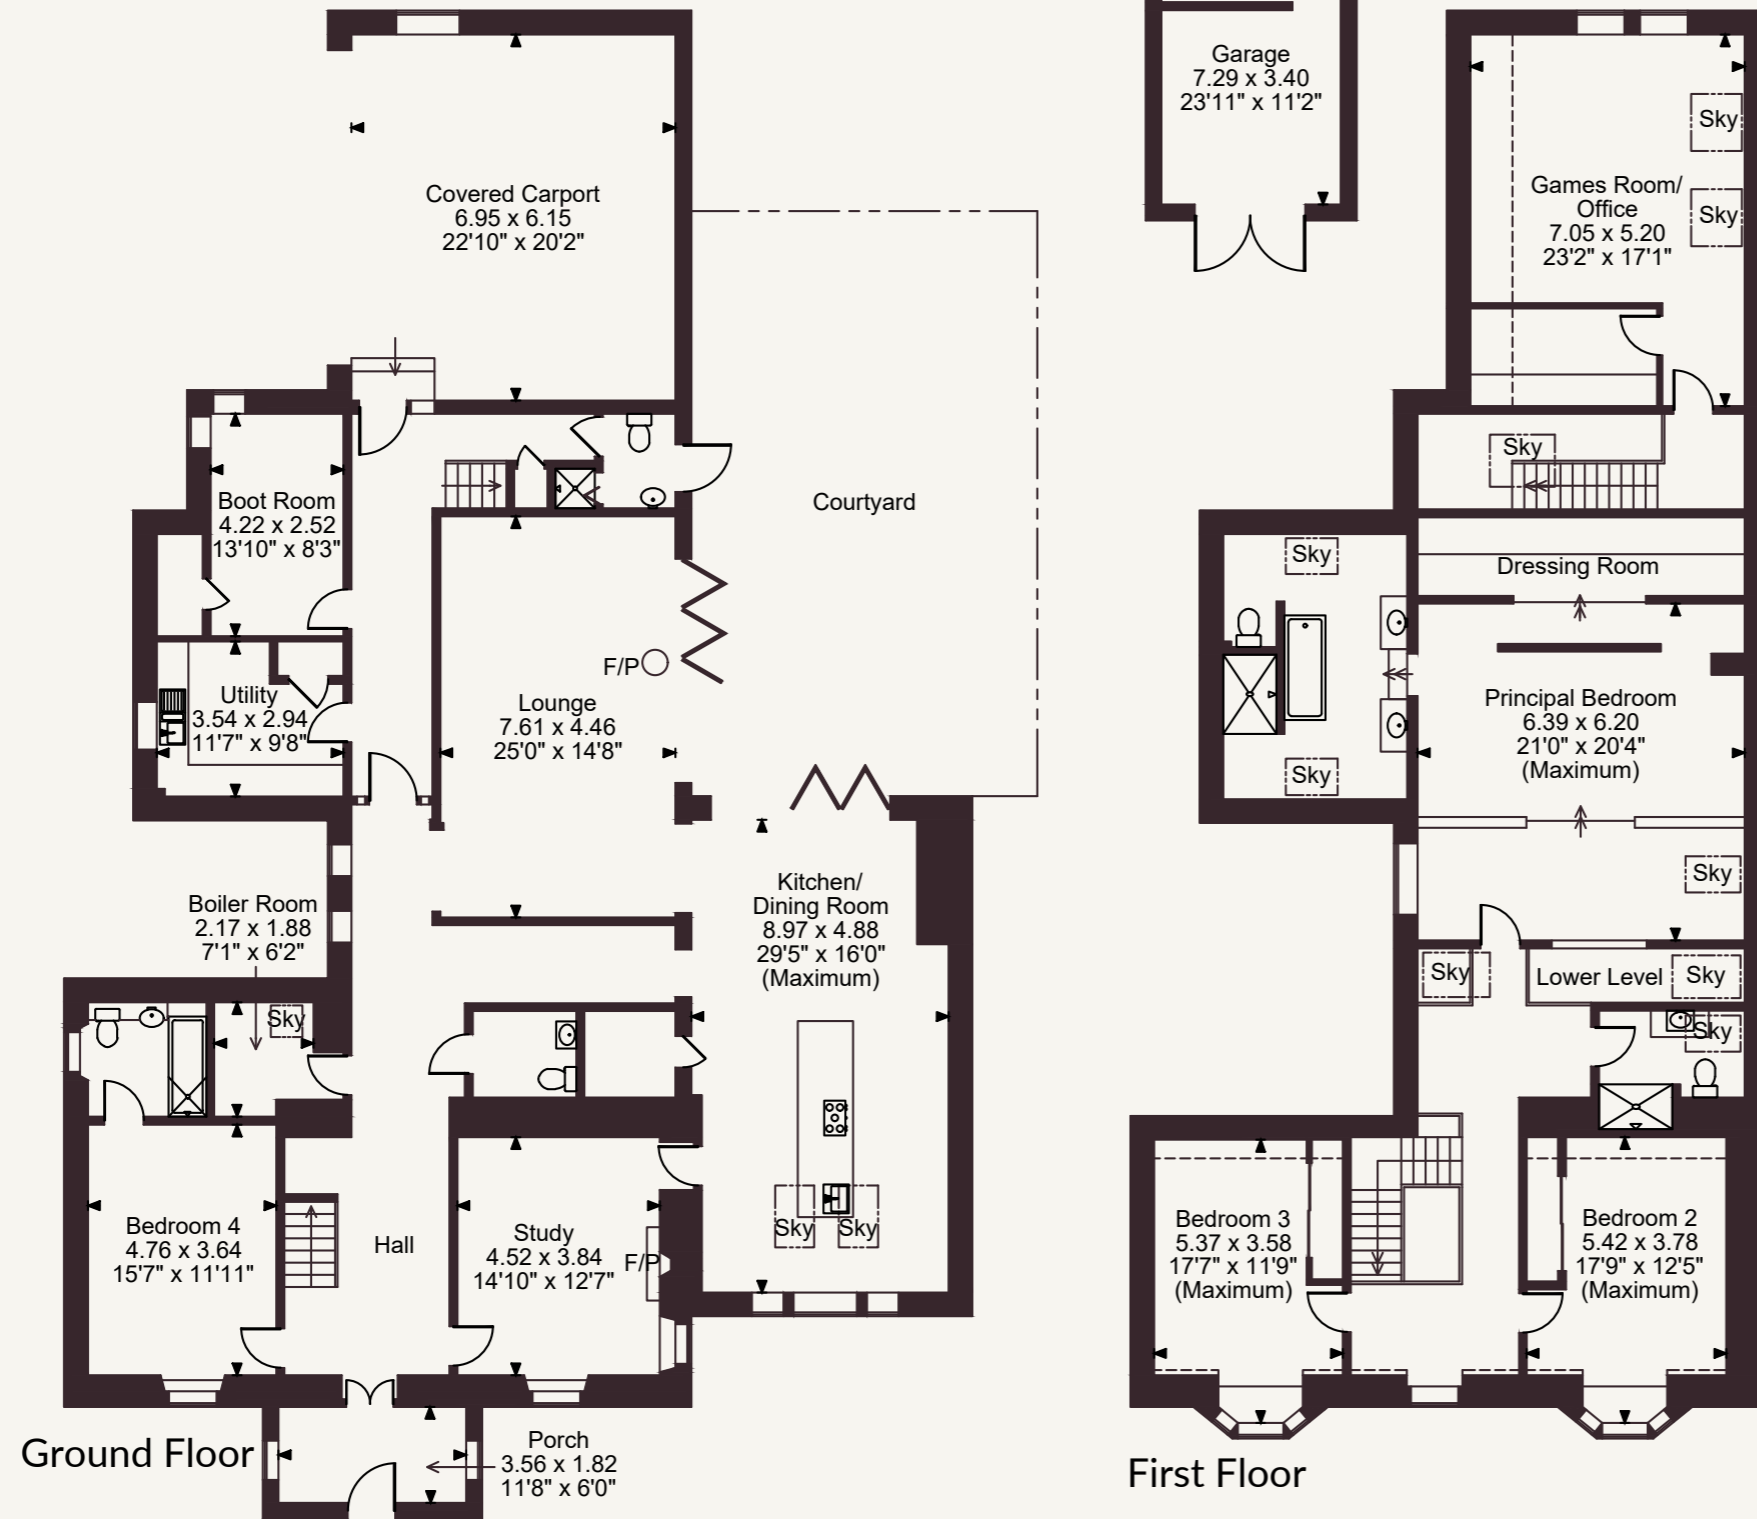 Garage
7.29 x 3.40
23'11" x 11'2"
Covered Carport
6.95 x 6.15
22'10" x 20'2"
Courtyard
Boot Room
4.22 x 2.52
13'10" x 8'3"
Utility
3.54 x 2.94
11'7" x 9'8"
F/P
Lounge
7.61 x 4.46
25'0" x 14'8"
Kitchen/
Dining Room
8.97 x 4.88
29'5" x 16'0"
(Maximum)
Boiler Room
2.17 x 1.88
7'1" x 6'2"
Sky
Bedroom 4
4.76 x 3.64
15'7" x 11'11"
Hall
Study
4.52 x 3.84
14'10" x 12'7"
F/P
Sky
Sky
Porch
3.56 x 1.82
11'8" x 6'0"
Ground Floor
Sky
Games Room/
Office
7.05 x 5.20
23'2" x 17'1"
Sky
Sky
Sky
Dressing Room
Principal Bedroom
6.39 x 6.20
21'0" x 20'4"
(Maximum)
Sky
Sky
Sky
Lower Level
Sky
Sky
Bedroom 3
5.37 x 3.58
17'7" x 11'9"
(Maximum)
Bedroom 2
5.42 x 3.78
17'9" x 12'5"
(Maximum)
First Floor